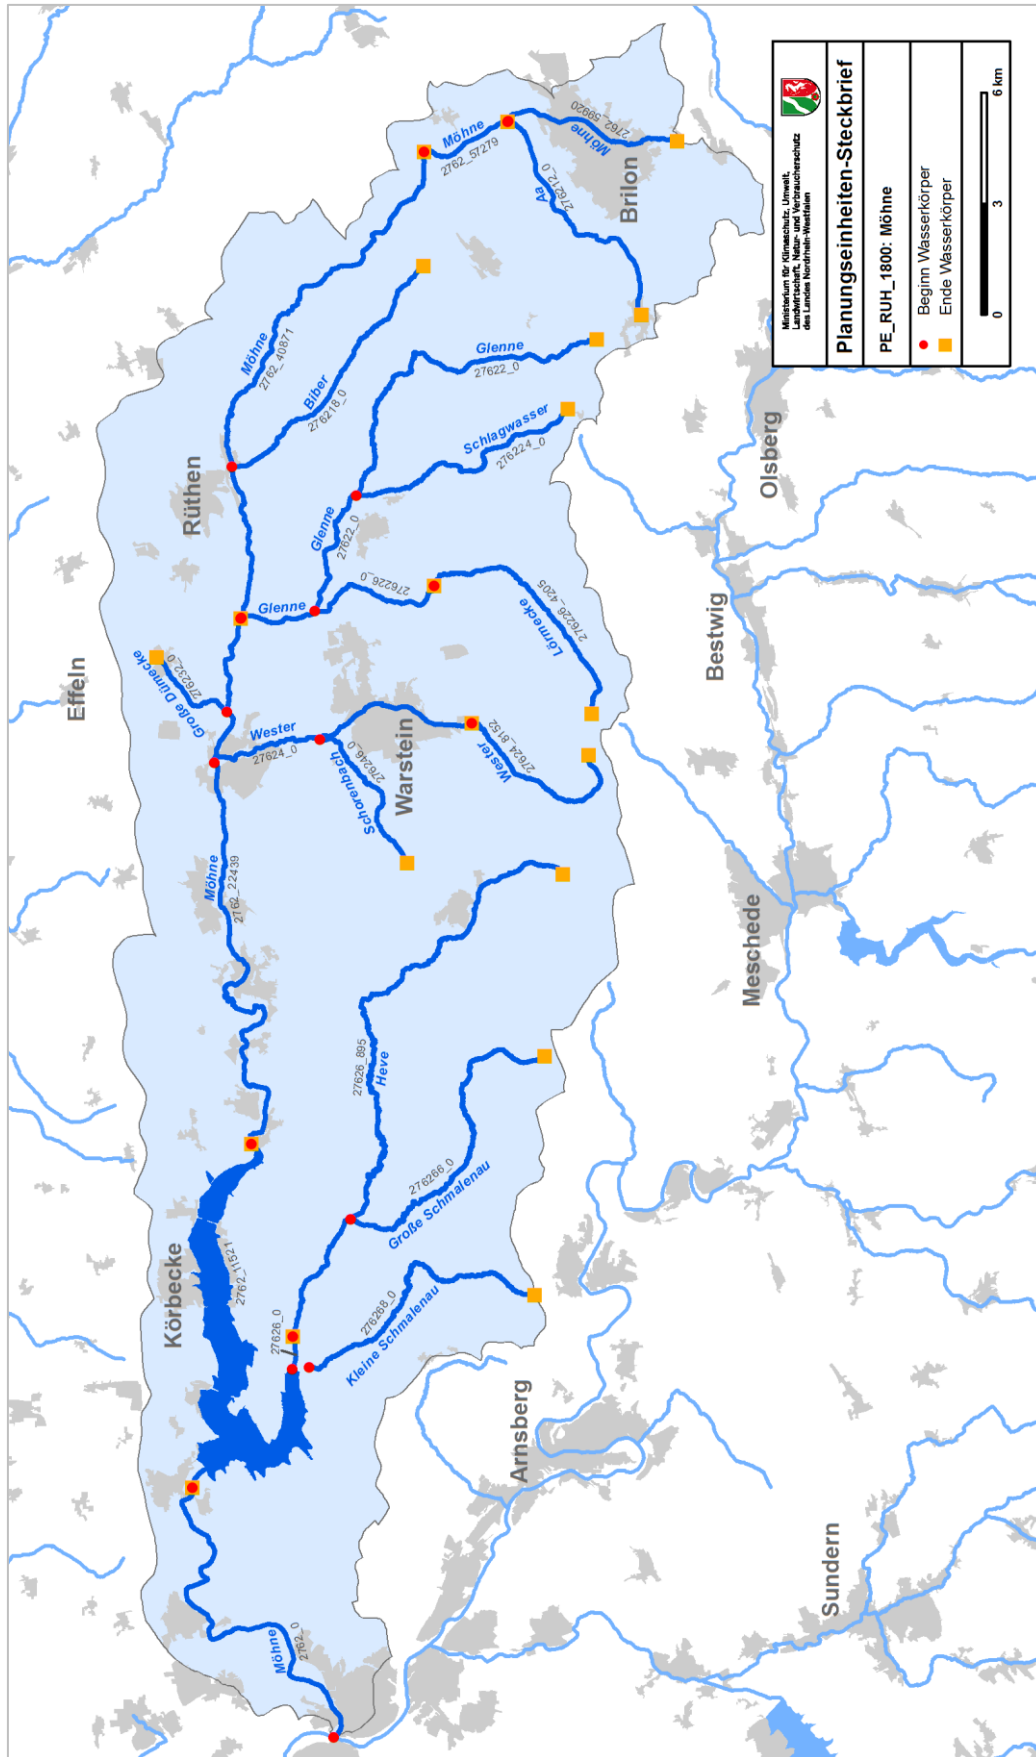 Ministerium für Klimaschutz, Umwelt,
Landwirtschaft, Natur- und Verbraucherschutz
des Landes Nordrhein-Westfalen
Planungseinheiten-Steckbrief
PE_RUH_1800: Möhne
Beginn Wasserkörper
Ende Wasserkörper
0 3 6 km
Möhne
2762_0
Körbecke
2762_11521
27626_0
Kleine Schmalenau
276268_0
Große Schmalenau
276266_0
27626_895
Heve
Möhne
2762_22439
Effeln
Große Dümecke
276232_0
Wester
27624_0
Schorenbach
276246_0
Warstein
Wester
27624_8152
Glenne
276226_0
Lörmecke
276226_4205
Rüthen
Glenne
27622_0
Schlagwasser
276224_0
Glenne
27622_0
Möhne
2762_40871
Biber
276218_0
Möhne
2762_57279
Aa
276212_0
Möhne
2762_59920
Brilon
Arnsberg
Sundern
Meschede
Bestwig
Olsberg